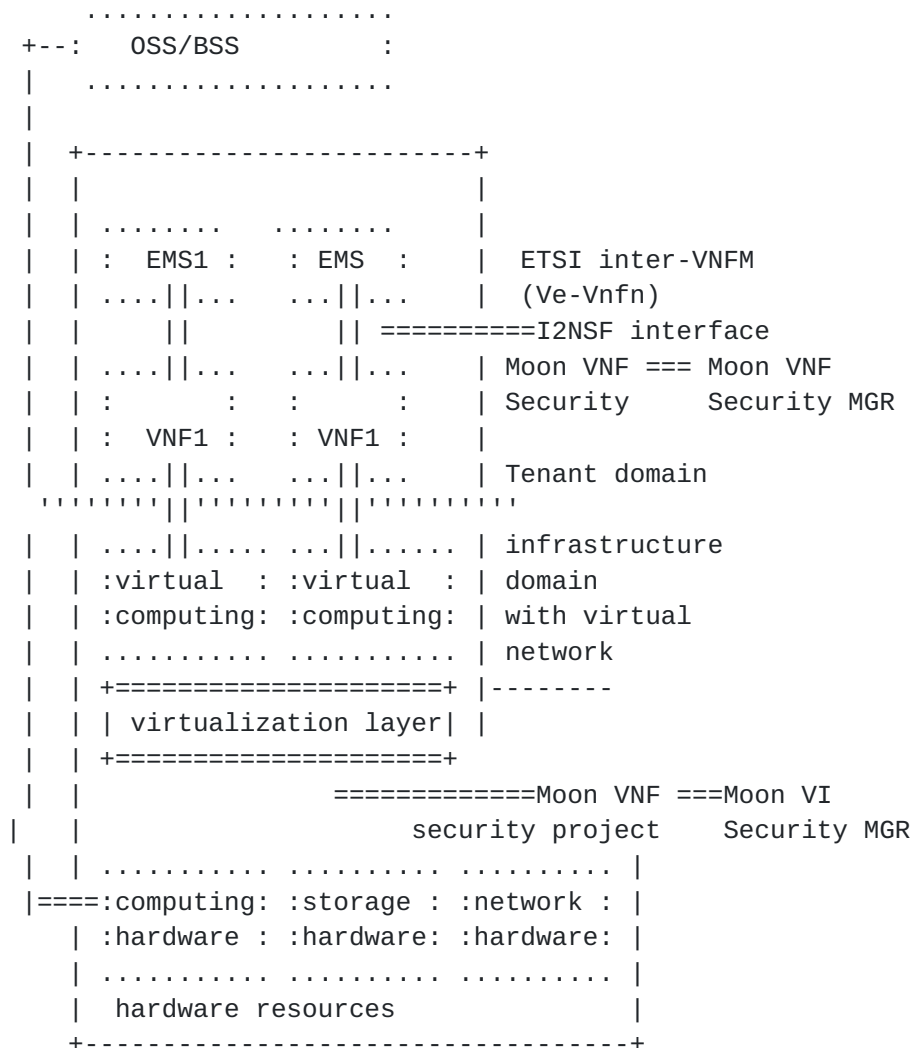 ....................
+--: OSS/BSS :
| ....................
|
| +-------------------------+
| | |
| | ........ ........ |
| | : EMS1 : : EMS : | ETSI inter-VNFM
| | ....||... ...||... | (Ve-Vnfn)
| | || || ==========I2NSF interface
| | ....||... ...||... | Moon VNF === Moon VNF
| | : : : : | Security Security MGR
| | : VNF1 : : VNF1 : |
| | ....||... ...||... | Tenant domain
''''''''||'''''''''||''''''''''
| | ....||..... ...||...... | infrastructure
| | :virtual : :virtual : | domain
| | :computing: :computing: | with virtual
| | ........... ........... | network
| | +=====================+ |--------
| | | virtualization layer| |
| | +=====================+
| | =============Moon VNF ===Moon VI
| | security project Security MGR
| | ........... .......... .......... |
|====:computing: :storage : :network : |
| :hardware : :hardware: :hardware: |
| ........... .......... .......... |
| hardware resources |
+-----------------------------------+